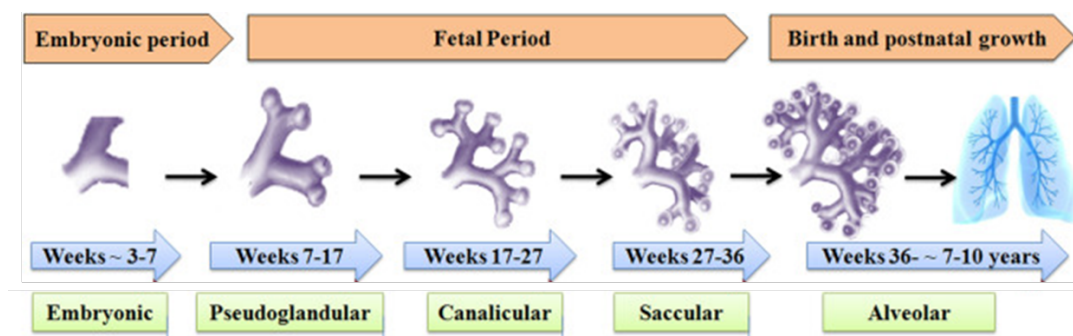 Embryonic period
Fetal Period
Birth and postnatal growth
Weeks ~ 3-7
Weeks 7-17
Weeks 17-27
Weeks 27-36
Weeks 36- ~ 7-10 years
Embryonic
Pseudoglandular
Canalicular
Saccular
Alveolar